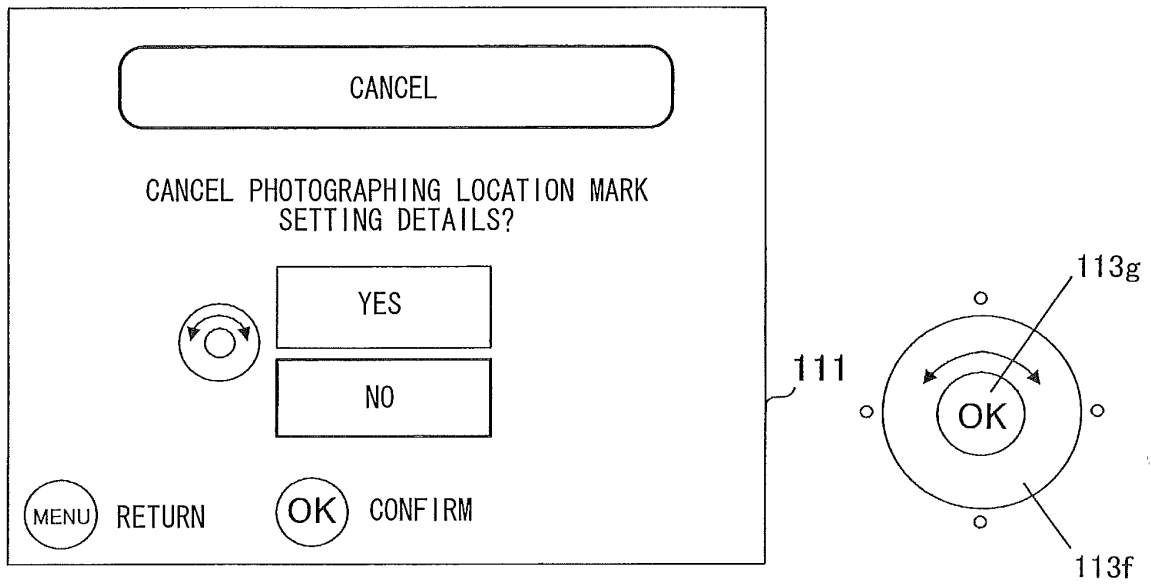 CANCEL
CANCEL PHOTOGRAPHING LOCATION MARK
SETTING DETAILS?
YES
NO
MENU RETURN OK CONFIRM
111
113g
OK
113f